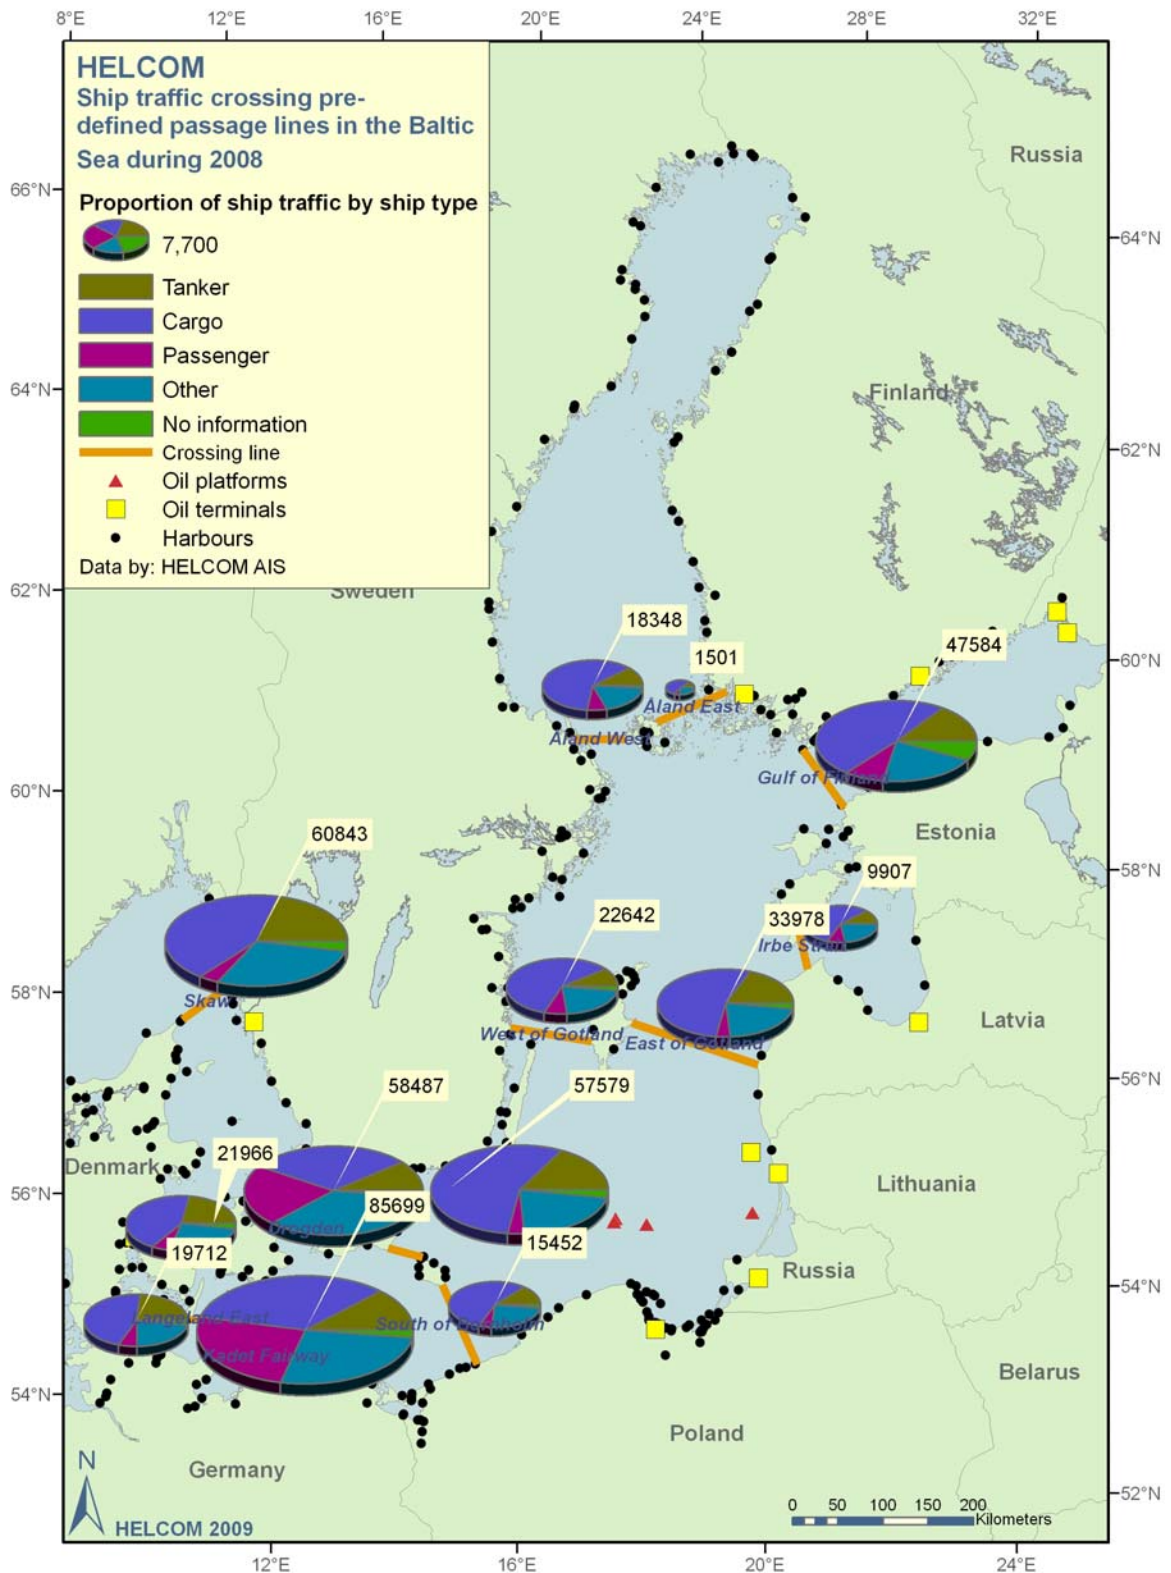 8°E 12°E 16°E 20°E 24°E 28°E 32°E
HELCOM
Ship traffic crossing pre-
defined passage lines in the Baltic
Sea during 2008
Proportion of ship traffic by ship type
7,700
Tanker
Cargo
Passenger
Other
No information
Crossing line
Oil platforms
Oil terminals
Harbours
Data by: HELCOM AIS
Russia
66°N
64°N
64°N
Finland
62°N
62°N
Sweden
18348
1501
47584
60°N
Åland East
Åland West
Gulf of Finland
60°N
Estonia
60843
58°N
9907
22642
33978
Irbe Strait
58°N
Skaw
Latvia
West of Gotland
East of Gotland
58487
57579
56°N
Denmark
21966
Lithuania
56°N
85699
Drogden
19712
15452
Russia
54°N
Langeland East
South of Bornholm
Kadet Fairway
Belarus
54°N
Poland
N
Germany
52°N
0 50 100 150 200
Kilometers
HELCOM 2009
12°E 16°E 20°E 24°E